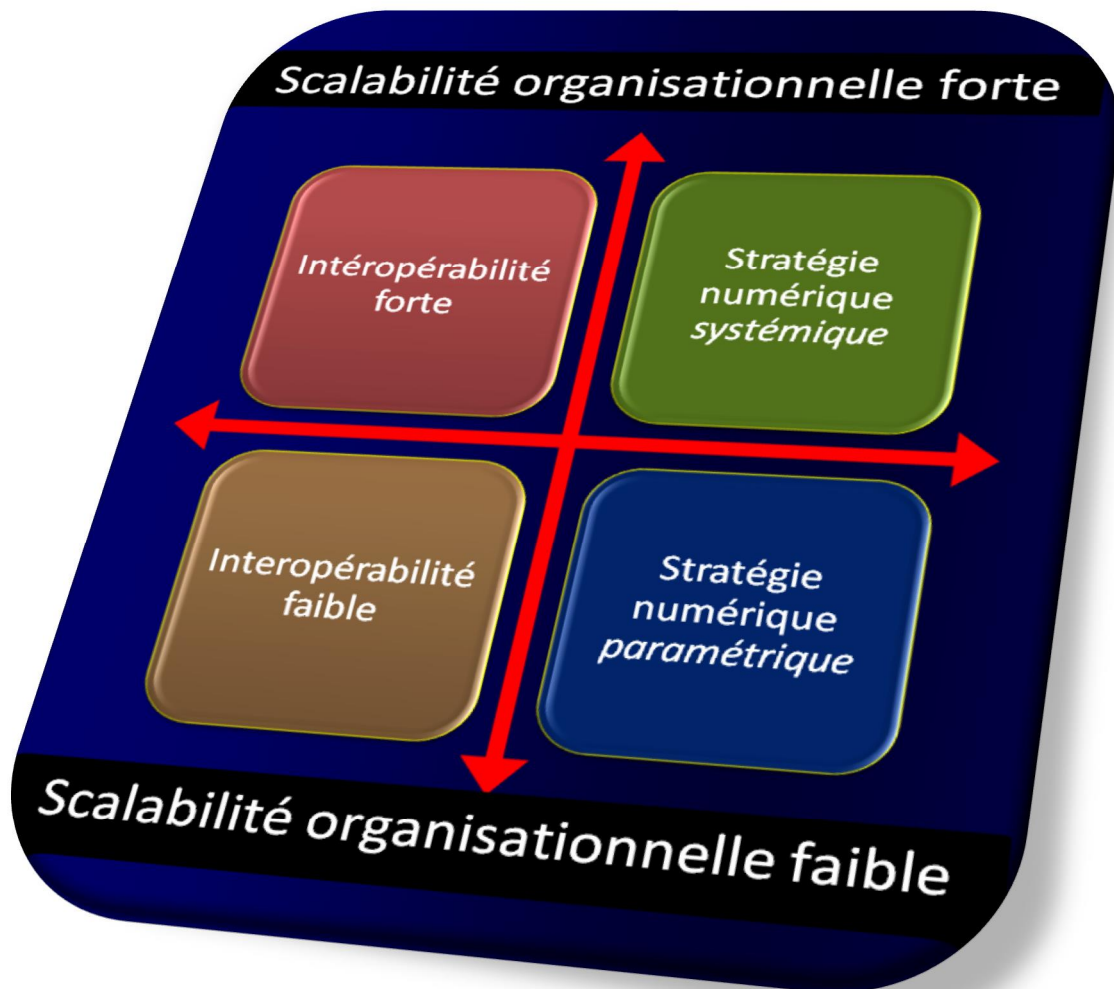 Scalabilité organisationnelle forte
Intéropérabilité
forte
Stratégie
numérique
systémique
Interopérabilité
faible
Stratégie
numérique
paramétrique
Scalabilité organisationnelle faible